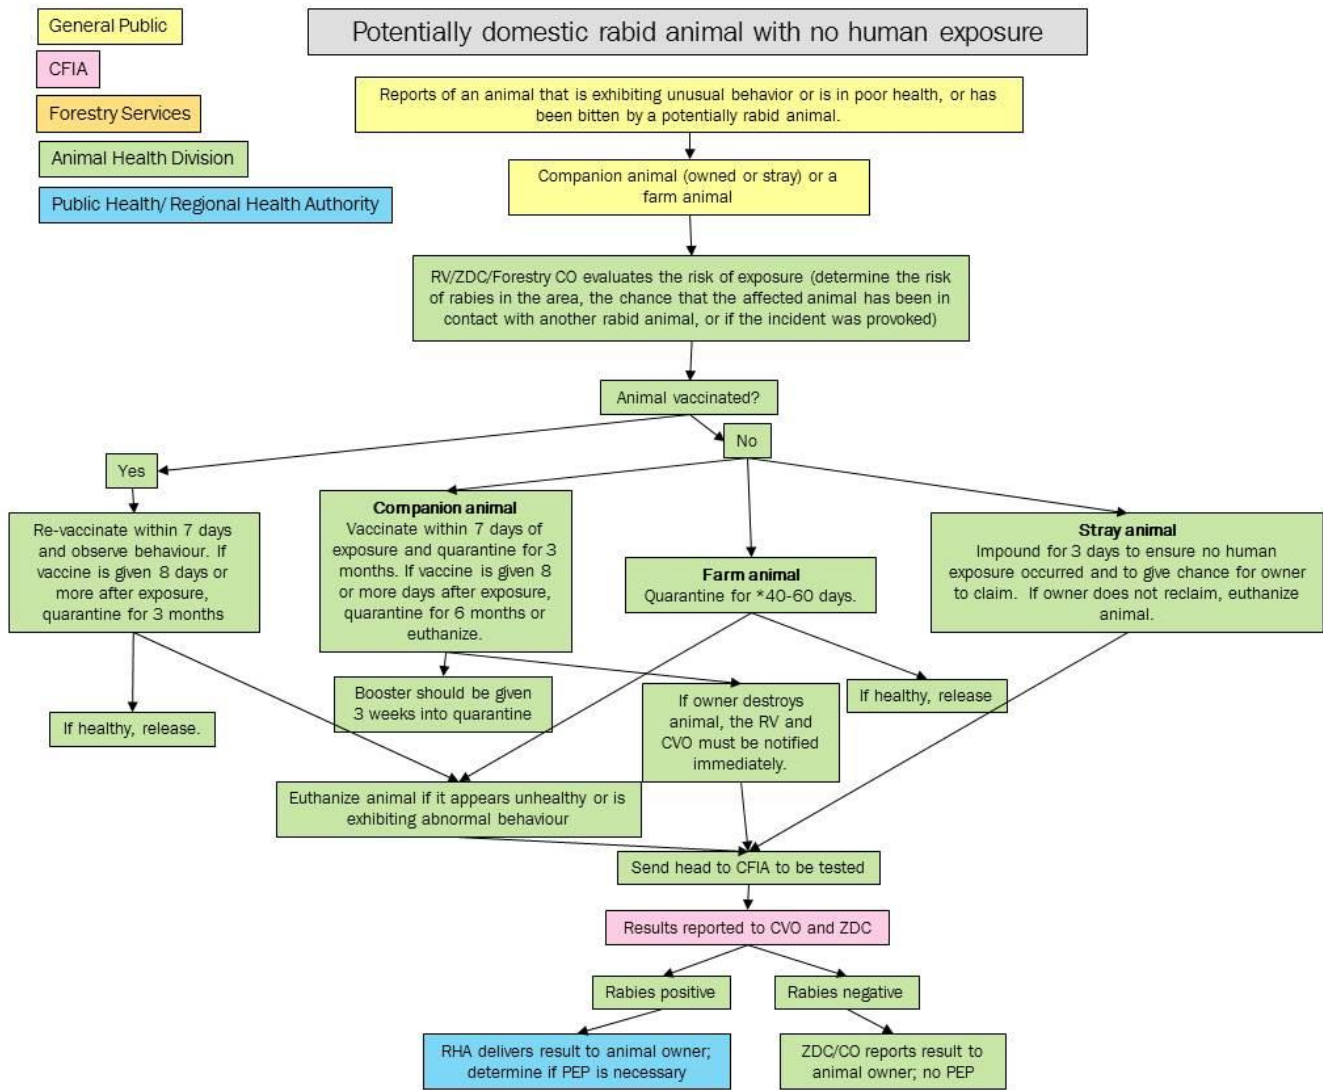 General Public
CFIA
Forestry Services
Animal Health Division
Public Health/ Regional Health Authority
Potentially domestic rabid animal with no human exposure
Reports of an animal that is exhibiting unusual behavior or is in poor health, or has
been bitten by a potentially rabid animal.
Companion animal (owned or stray) or a
farm animal
RV/ZDC/Forestry CO evaluates the risk of exposure (determine the risk
of rabies in the area, the chance that the affected animal has been in
contact with another rabid animal, or if the incident was provoked)
Animal vaccinated?
Yes
No
Re-vaccinate within 7 days
and observe behaviour. If
vaccine is given 8 days or
more after exposure,
quarantine for 3 months
Companion animal
Vaccinate within 7 days of
exposure and quarantine for 3
months. If vaccine is given 8
or more days after exposure,
quarantine for 6 months or
euthanize.
Farm animal
Quarantine for *40-60 days.
Stray animal
Impound for 3 days to ensure no human
exposure occurred and to give chance for owner
to claim. If owner does not reclaim, euthanize
animal.
If healthy, release.
Booster should be given
3 weeks into quarantine
If owner destroys
animal, the RV and
CVO must be notified
immediately.
If healthy, release
Euthanize animal if it appears unhealthy or is
exhibiting abnormal behaviour
Send head to CFIA to be tested
Results reported to CVO and ZDC
Rabies positive
Rabies negative
RHA delivers result to animal owner;
determine if PEP is necessary
ZDC/CO reports result to
animal owner; no PEP